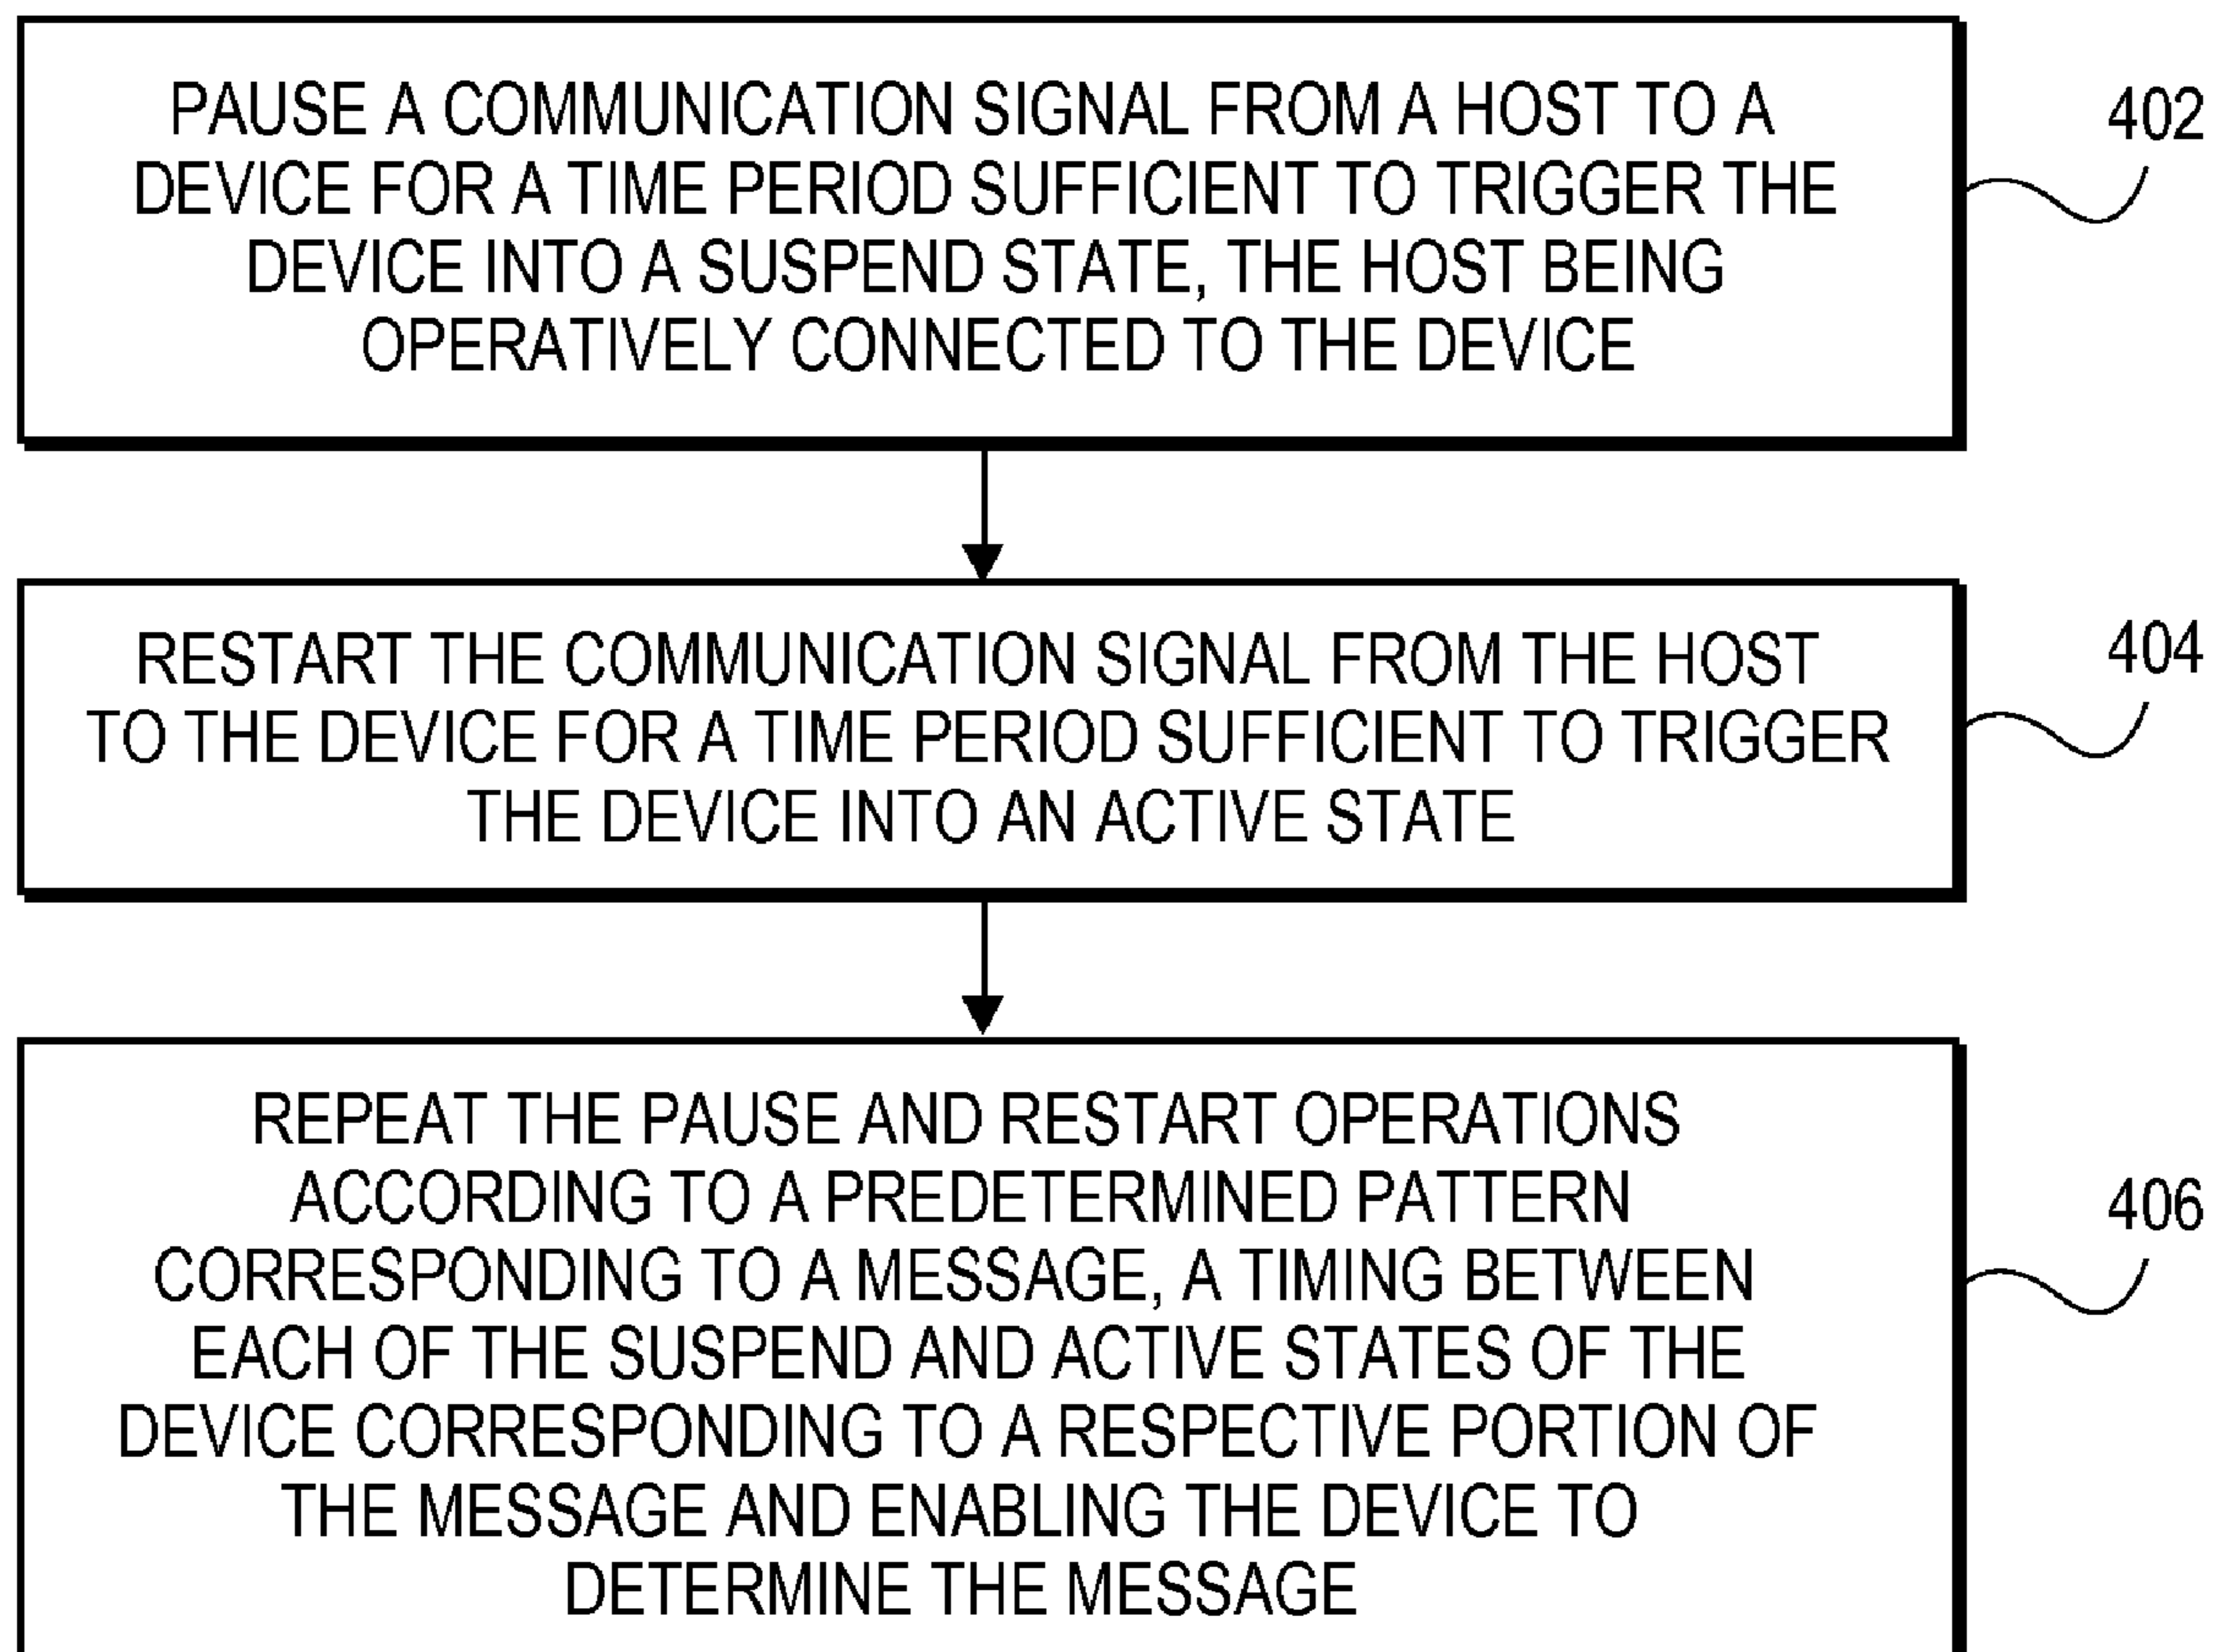 PAUSE A COMMUNICATION SIGNAL FROM A HOST TO A
DEVICE FOR A TIME PERIOD SUFFICIENT TO TRIGGER THE
DEVICE INTO A SUSPEND STATE, THE HOST BEING
OPERATIVELY CONNECTED TO THE DEVICE
402
RESTART THE COMMUNICATION SIGNAL FROM THE HOST
TO THE DEVICE FOR A TIME PERIOD SUFFICIENT TO TRIGGER
THE DEVICE INTO AN ACTIVE STATE
404
REPEAT THE PAUSE AND RESTART OPERATIONS
ACCORDING TO A PREDETERMINED PATTERN
CORRESPONDING TO A MESSAGE, A TIMING BETWEEN
EACH OF THE SUSPEND AND ACTIVE STATES OF THE
DEVICE CORRESPONDING TO A RESPECTIVE PORTION OF
THE MESSAGE AND ENABLING THE DEVICE TO
DETERMINE THE MESSAGE
406